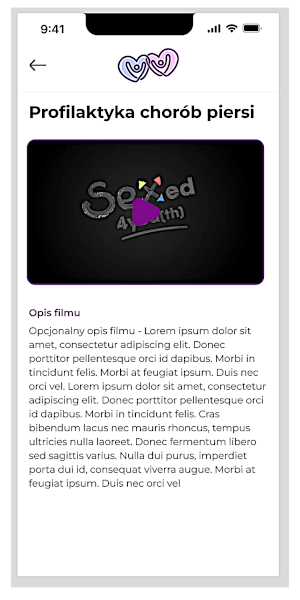 9:41
Profilaktyka chorób piersi
Sexed
4you(th)
Opis filmu
Opcjonalny opis filmu - Lorem ipsum dolor sit
amet, consectetur adipiscing elit. Donec
porttitor pellentesque orci id dapibus. Morbi in
tincidunt felis. Morbi at feugiat ipsum. Duis nec
orci vel. Lorem ipsum dolor sit amet, consectetur
adipiscing elit. Donec porttitor pellentesque orci
id dapibus. Morbi in tincidunt felis. Cras
bibendum lacus nec mauris rhoncus, tempus
ultricies nulla laoreet. Donec fermentum libero
sed sagittis varius. Nulla dui purus, imperdiet
porta dui id, consequat viverra augue. Morbi at
feugiat ipsum. Duis nec orci vel